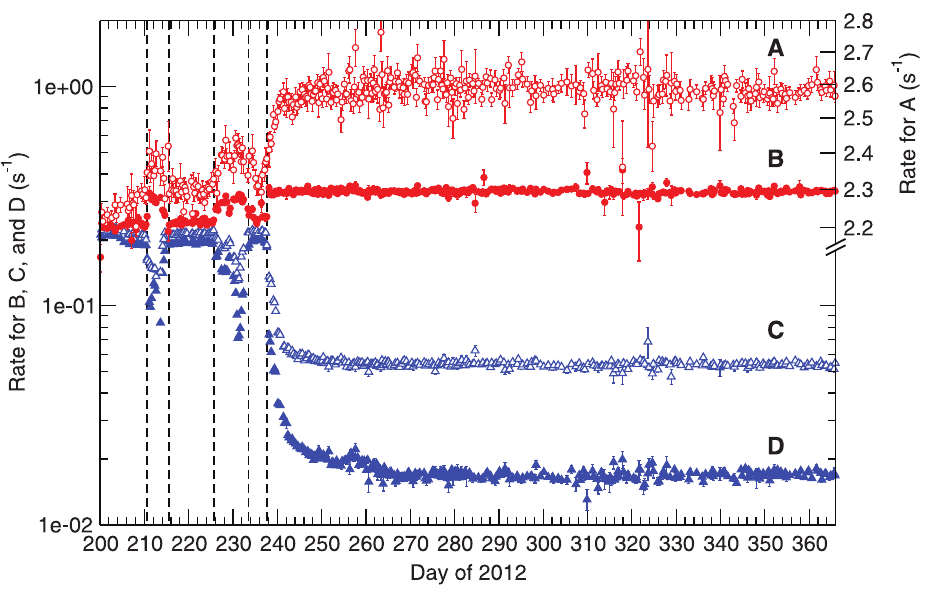 2.8
A
2.7
1e+00
2.6
2.5
Rate for B, C, and D (s⁻¹)
Rate for A (s⁻¹)
2.4
B
2.3
2.2
1e-01
C
D
1e-02
200 210 220 230 240 250 260 270 280 290 300 310 320 330 340 350 360
Day of 2012